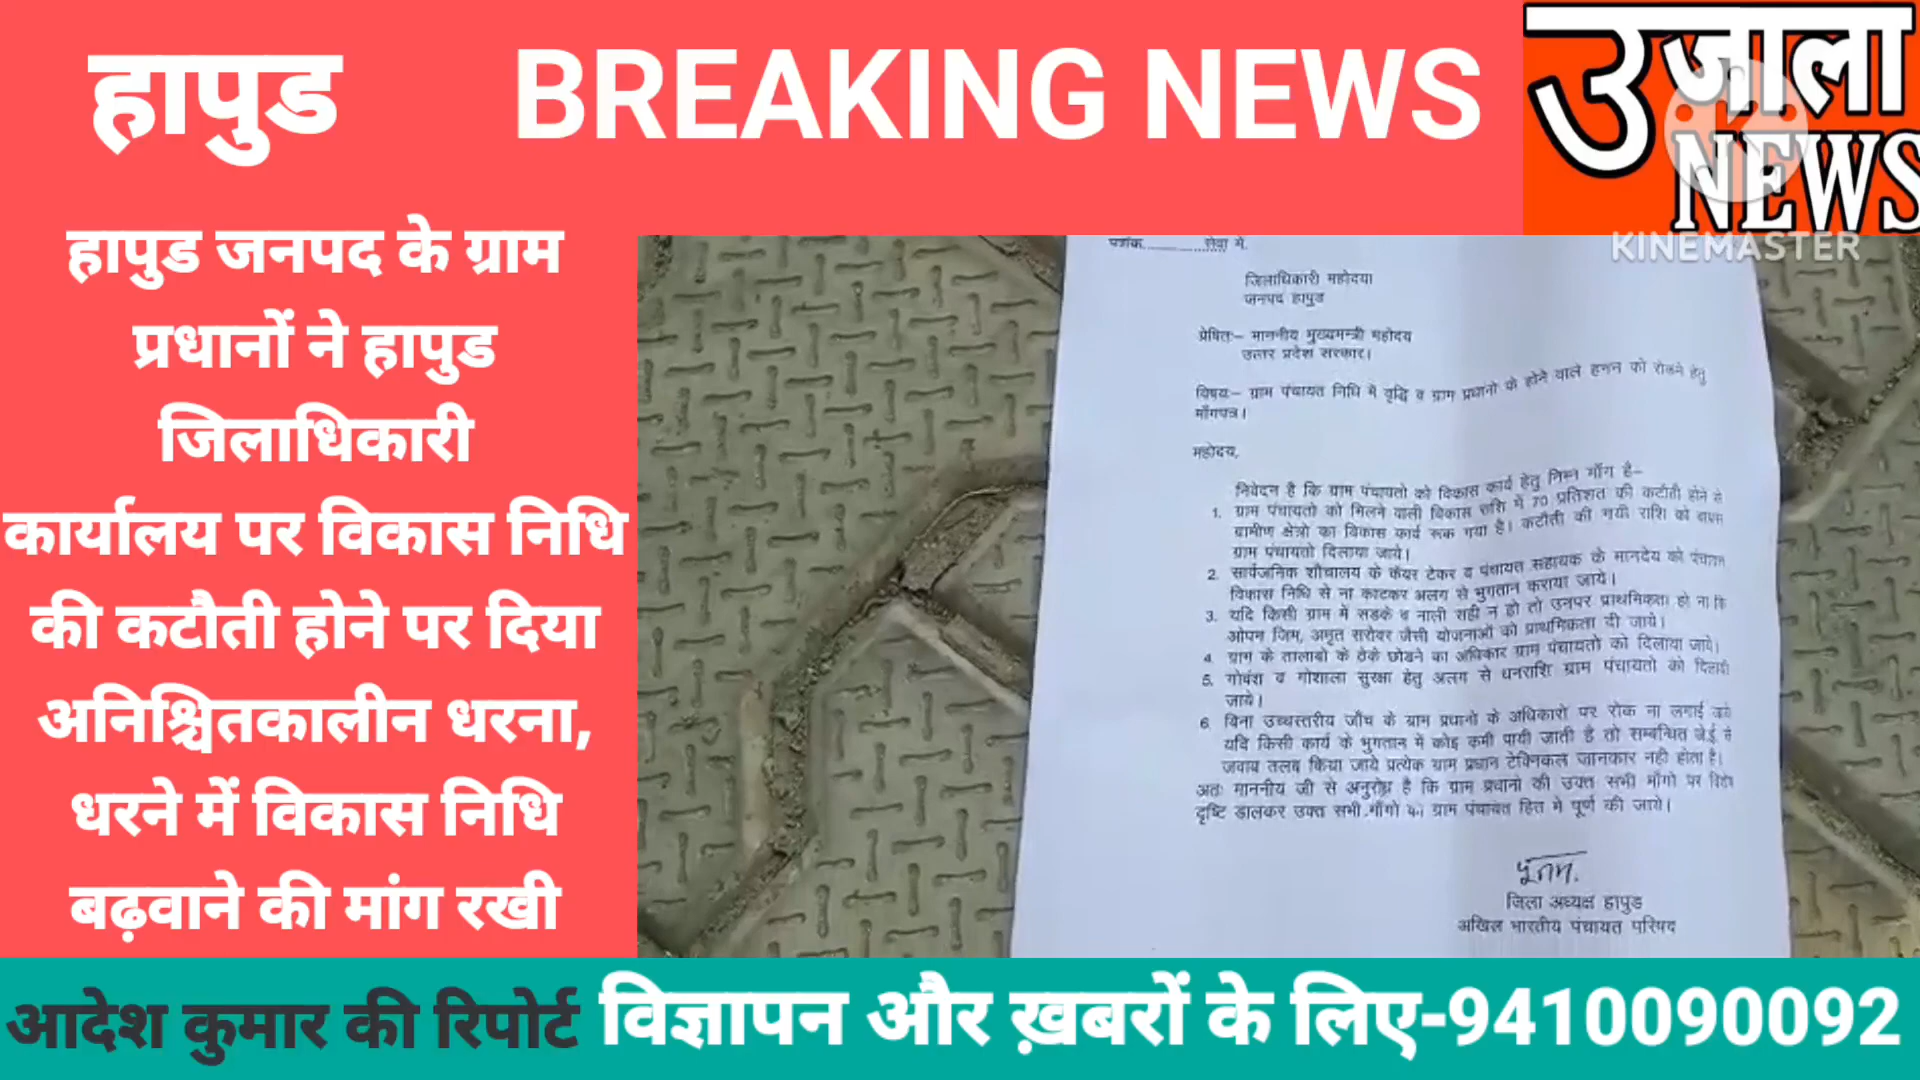 हापुड
BREAKING NEWS
उजाला
NEWS
KINEMASTER
हापुड जनपद के ग्राम
प्रधानों ने हापुड
जिलाधिकारी
कार्यालय पर विकास निधि
की कटौती होने पर दिया
अनिश्चितकालीन धरना,
धरने में विकास निधि
बढ़वाने की मांग रखी
पत्रांक..............सेवा में,
जिलाधिकारी महोदया
जनपद हापुड
प्रेषितः– माननीय मुख्यमन्त्री महोदय
उत्तर प्रदेश सरकार।
विषयः– ग्राम पंचायत निधि में वृद्धि व ग्राम प्रधानो के होने वाले हनन को रोकने हेतु
माँगपत्र।
महोदय,
निवेदन है कि ग्राम पंचायतो को विकास कार्य हेतु निम्न माँग है–
1. ग्राम पंचायतो को मिलने वाली विकास राशि में 70 प्रतिशत की कटौती होने से
ग्रामीण क्षेत्रो का विकास कार्य रूक गया है। कटौती की गयी राशि को वापस
ग्राम पंचायतो दिलाया जाये।
2. सार्वजनिक शौचालय के केयर टेकर व पंचायत सहायक के मानदेय को पंचायत
विकास निधि से ना काटकर अलग से भुगतान कराया जाये।
3. यदि किसी ग्राम में सडके व नाली सही न हो तो उनपर प्राथमिकता हो ना कि
ओपन जिम, अमृत सरोवर जैसी योजनाओं को प्राथमिकता दी जाये।
4. ग्राम के तालाबो के ठेके छोडने का अधिकार ग्राम पंचायतो को दिलाया जाये।
5. गोवंश व गोशाला सुरक्षा हेतु अलग से धनराशि ग्राम पंचायतो को दिलायी
जाये।
6. बिना उच्चस्तरीय जाँच के ग्राम प्रधानो के अधिकारो पर रोक ना लगाई जाये
यदि किसी कार्य के भुगतान में कोई कमी पायी जाती है तो सम्बन्धित जेई से
जवाब तलब किया जाये प्रत्येक ग्राम प्रधान टेक्निकल जानकार नही होता है।
अतः माननीय जी से अनुरोध है कि ग्राम प्रधानो की उक्त सभी माँगो पर विशेष
दृष्टि डालकर उक्त सभी माँगो को ग्राम पंचायत हित मे पूर्ण की जाये।
जिला अध्यक्ष हापुड
अखिल भारतीय पंचायत परिषद
आदेश कुमार की रिपोर्ट
विज्ञापन और ख़बरों के लिए-9410090092